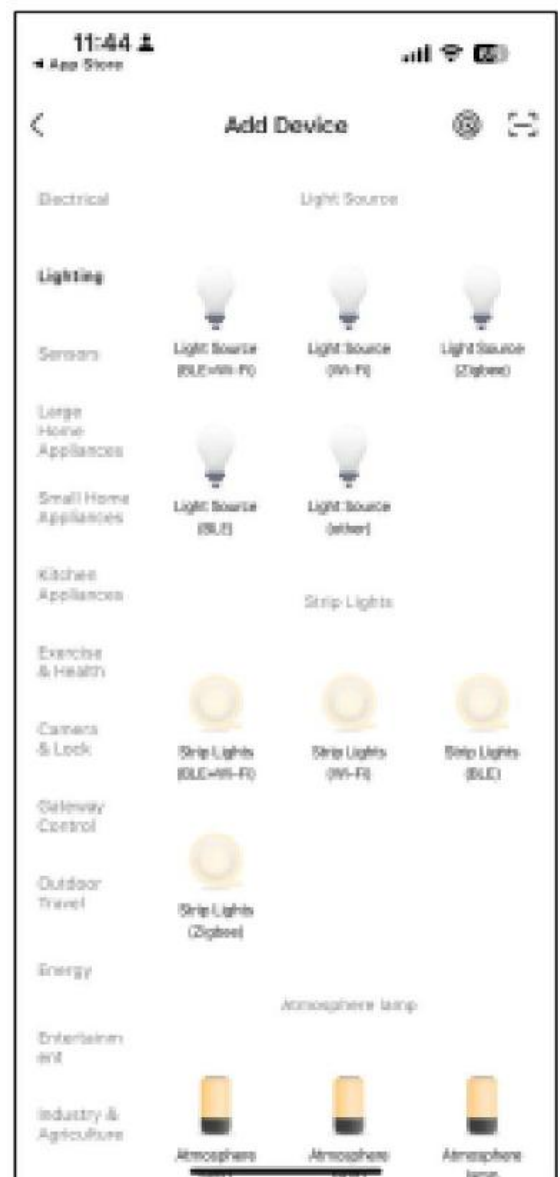 11:44
App Store
Add Device
Electrical
Light Source
Lighting
Light Source
(BLE+Wi-Fi)
Light Source
(Wi-Fi)
Light Source
(Zigbee)
Sensors
Large
Home
Appliances
Light Source
(BLE)
Light Source
(other)
Small Home
Appliances
Kitchen
Appliances
Strip Lights
Exercise
& Health
Strip Lights
(BLE+Wi-Fi)
Strip Lights
(Wi-Fi)
Strip Lights
(BLE)
Camera
& Lock
Gateway
Control
Outdoor
Travel
Strip Lights
(Zigbee)
Energy
Atmosphere lamp
Entertainm
ent
Industry &
Agriculture
Atmosphere
Atmosphere
Atmosphere
lamp